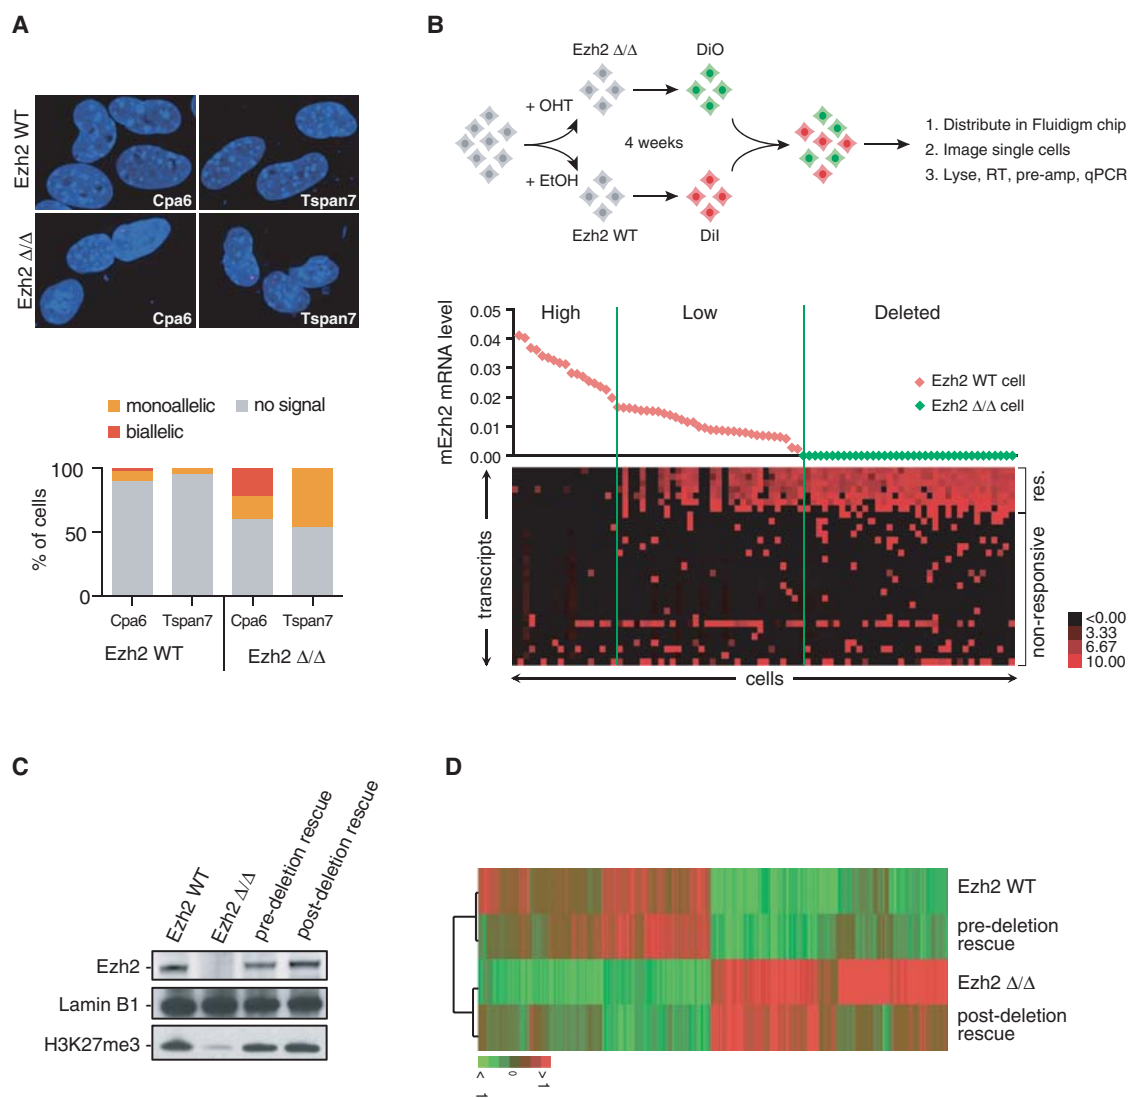 A
Ezh2 WT
Cpa6
Tspan7
Ezh2 Δ/Δ
Cpa6
Tspan7
monoallelic
no signal
biallelic
% of cells
100
50
0
Cpa6
Tspan7
Cpa6
Tspan7
Ezh2 WT
Ezh2 Δ/Δ
B
Ezh2 Δ/Δ
DiO
+ OHT
4 weeks
+ EtOH
Ezh2 WT
DiI
1. Distribute in Fluidigm chip
2. Image single cells
3. Lyse, RT, pre-amp, qPCR
mEzh2 mRNA level
0.05
0.04
0.03
0.02
0.01
0.00
High
Low
Deleted
Ezh2 WT cell
Ezh2 Δ/Δ cell
transcripts
cells
res.
non-responsive
<0.00
3.33
6.67
10.00
C
Ezh2 WT
Ezh2 Δ/Δ
pre-deletion rescue
post-deletion rescue
Ezh2 -
Lamin B1 -
H3K27me3 -
D
Ezh2 WT
pre-deletion
rescue
Ezh2 Δ/Δ
post-deletion
rescue
< 1
0
> 1